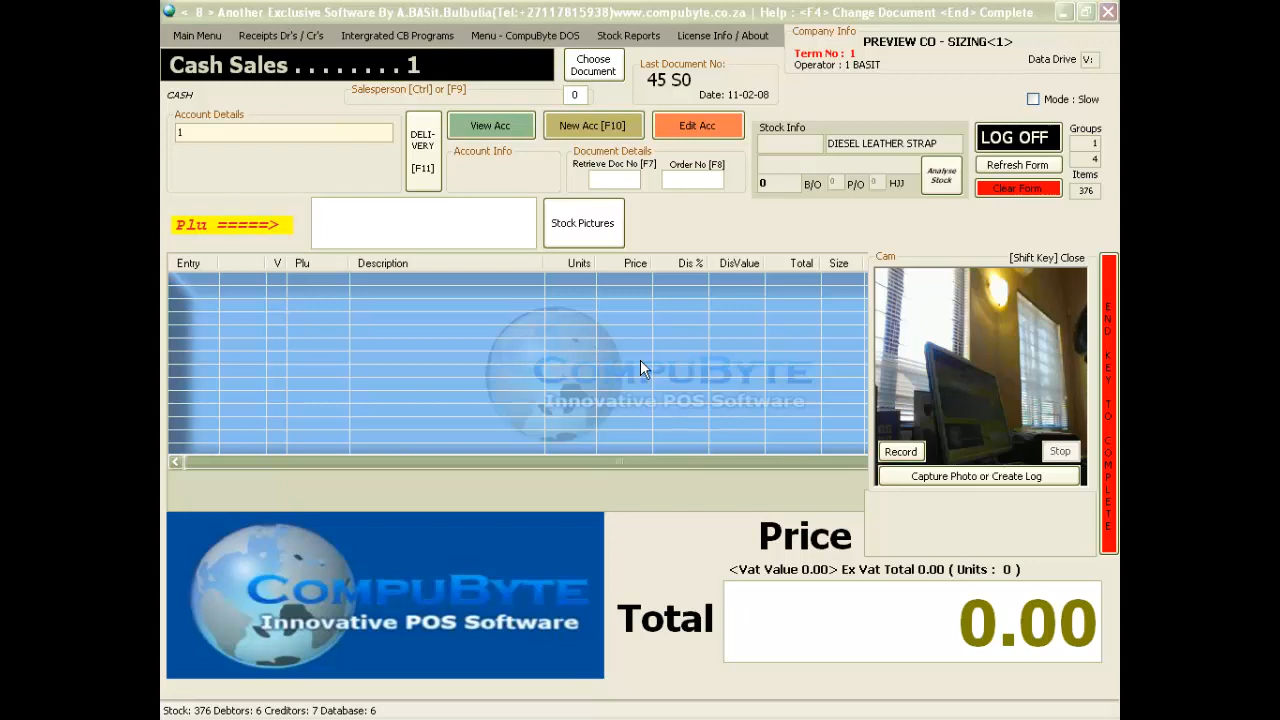 < 8 > Another Exclusive Software By A.BASit.Bulbulia(Tel:+27117815938)www.compubyte.co.za | Help : <F4> Change Document <End> Complete
Main Menu Receipts Dr's / Cr's Intergrated CB Programs Menu - CompuByte DOS Stock Reports License Info / About
Company Info
PREVIEW CO - SIZING<1>
Term No : 1
Operator : 1 BASIT
Data Drive V:
Cash Sales . . . . . . . . 1
Choose Document
Last Document No:
45 S0
Date: 11-02-08
CASH
Salesperson [Ctrl] or [F9]
0
Mode : Slow
Account Details
1
DELI-
VERY
[F11]
View Acc
New Acc [F10]
Edit Acc
Account Info
Document Details
Retrieve Doc No [F7] Order No [F8]
Stock Info
DIESEL LEATHER STRAP
0 B/O 0 P/O 0 HJJ
Analyse Stock
LOG OFF
Refresh Form
Clear Form
Groups
1
4
Items
376
Plu =====>
Stock Pictures
Entry V Plu Description Units Price Dis % DisValue Total Size
COMPUBYTE
Innovative POS Software
Cam
[Shift Key] Close
Record
Stop
Capture Photo or Create Log
END KEY TO COMPLETE
COMPUBYTE
Innovative POS Software
Price
<Vat Value 0.00> Ex Vat Total 0.00 ( Units : 0 )
Total
0.00
Stock: 376 Debtors: 6 Creditors: 7 Database: 6